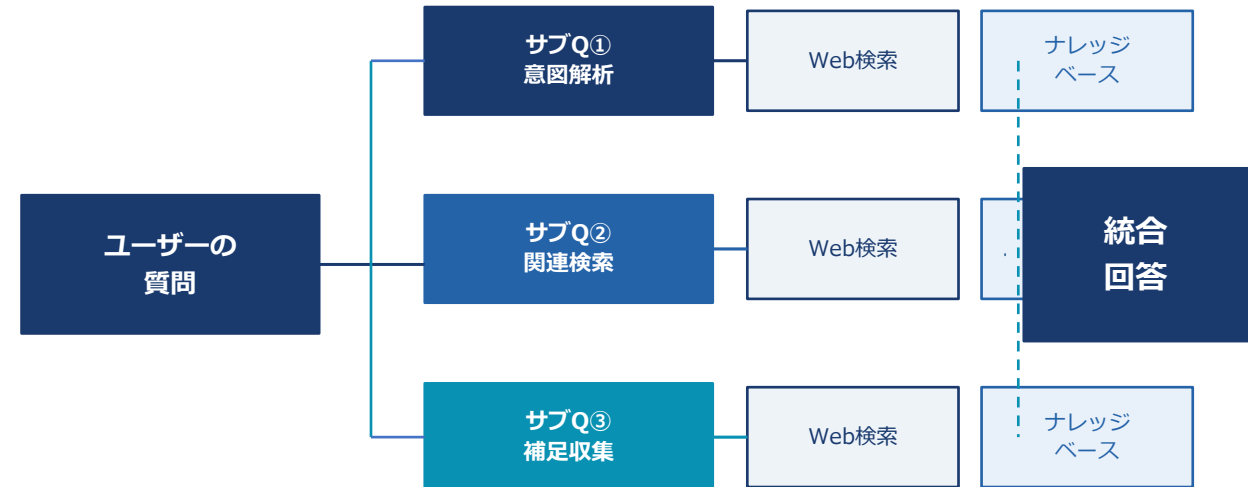 サブQ①
意図解析
Web検索
ナレッジ
ベース
ユーザーの
質問
サブQ②
関連検索
Web検索
統合
回答
サブQ③
補足収集
Web検索
ナレッジ
ベース